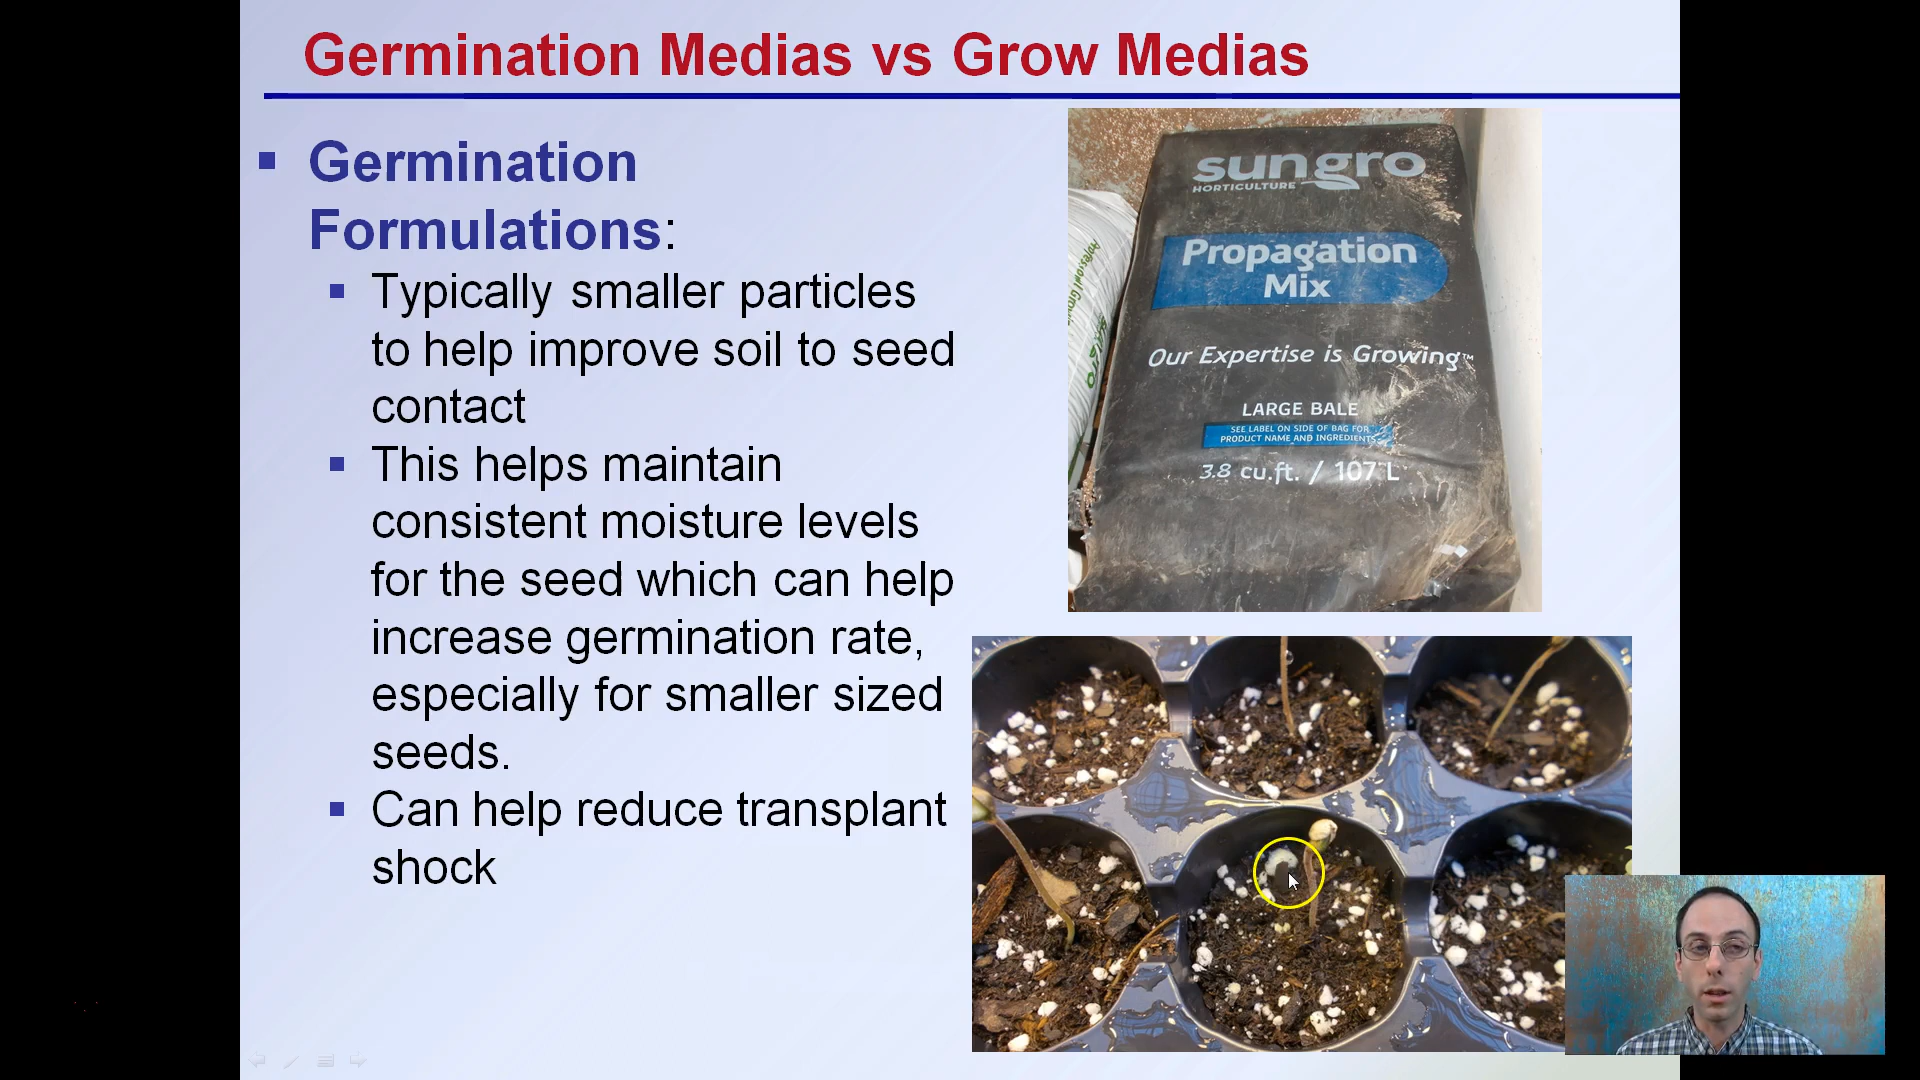 Germination Medias vs Grow Medias
Germination
Formulations:
Typically smaller particles
to help improve soil to seed
contact
This helps maintain
consistent moisture levels
for the seed which can help
increase germination rate,
especially for smaller sized
seeds.
Can help reduce transplant
shock
sungro
HORTICULTURE
Propagation
Mix
Our Expertise is Growing™
LARGE BALE
SEE LABEL ON SIDE OF BAG FOR
PRODUCT NAME AND INGREDIENTS
3.8 cu.ft. / 107 L